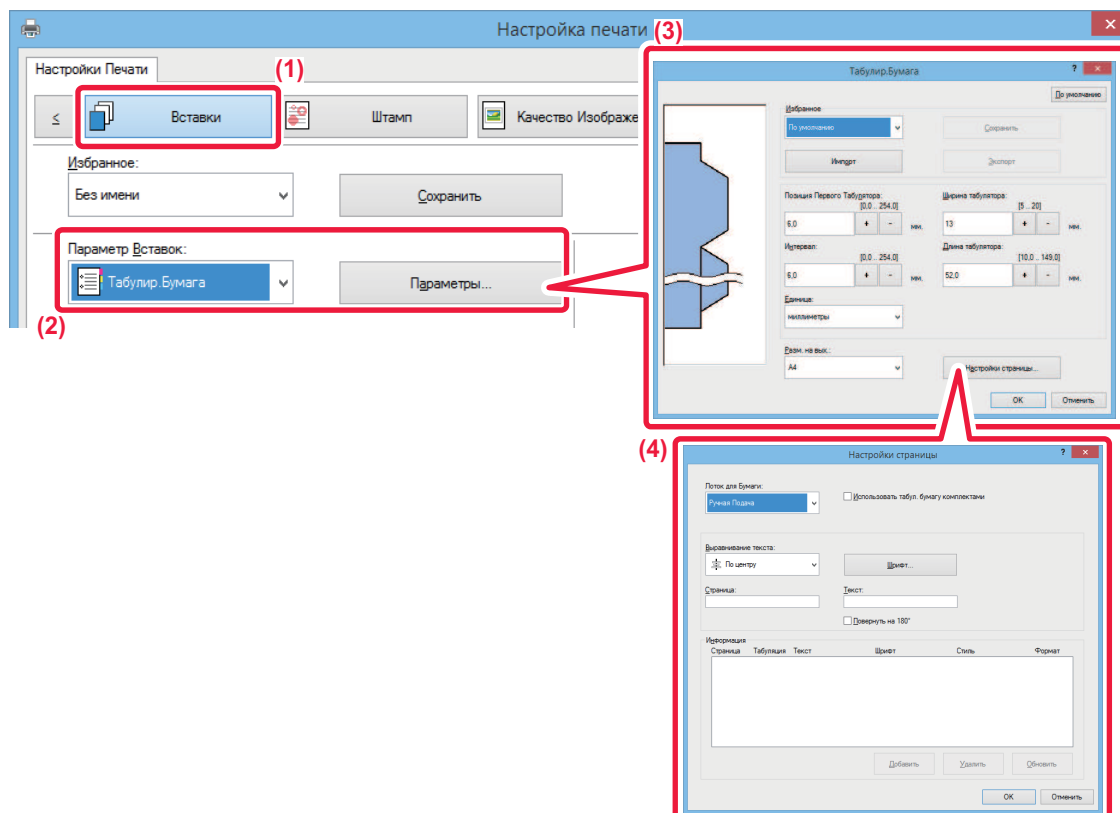 Настройка печати
(3)
Настройки Печати
(1)
<
Вставки
Штамп
Качество Изображе
Избранное:
Без имени
Сохранить
Параметр Вставок:
Табулир.Бумага
Параметры...
(2)
Табулир.Бумага
?
По умолчанию
Избранное
По умолчанию
Сохранить
Импорт
Экспорт
Позиция Первого Табулятора:
Ширина табулятора:
[0,0 .. 254,0]
[5 .. 20]
6,0
+ -
мм.
13
+ -
мм.
Интервал:
Длина табулятора:
[0,0 .. 254,0]
[10,0 .. 149,0]
6,0
+ -
мм.
52,0
+ -
мм.
Единица:
миллиметры
Разм. на вых.:
A4
Настройки страницы...
OK
Отменить
(4)
Настройки страницы
?
Лоток для Бумаги:
Ручная Подача
Использовать табул. бумагу комплектами
Выравнивание текста:
По центру
Шрифт...
Страница:
Текст:
Повернуть на 180°
Информация
Страница Табуляция Текст Шрифт Стиль Формат
Добавить
Удалить
Обновить
OK
Отменить